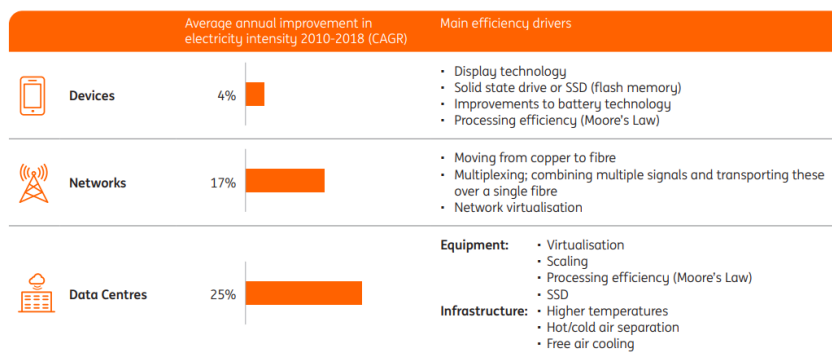 Average annual improvement in
electricity intensity 2010-2018 (CAGR)
Main efficiency drivers
Devices
4%
• Display technology
• Solid state drive or SSD (flash memory)
• Improvements to battery technology
• Processing efficiency (Moore's Law)
Networks
17%
• Moving from copper to fibre
• Multiplexing; combining multiple signals and transporting these
over a single fibre
• Network virtualisation
Data Centres
25%
Equipment: • Virtualisation
• Scaling
• Processing efficiency (Moore's Law)
• SSD
Infrastructure: • Higher temperatures
• Hot/cold air separation
• Free air cooling